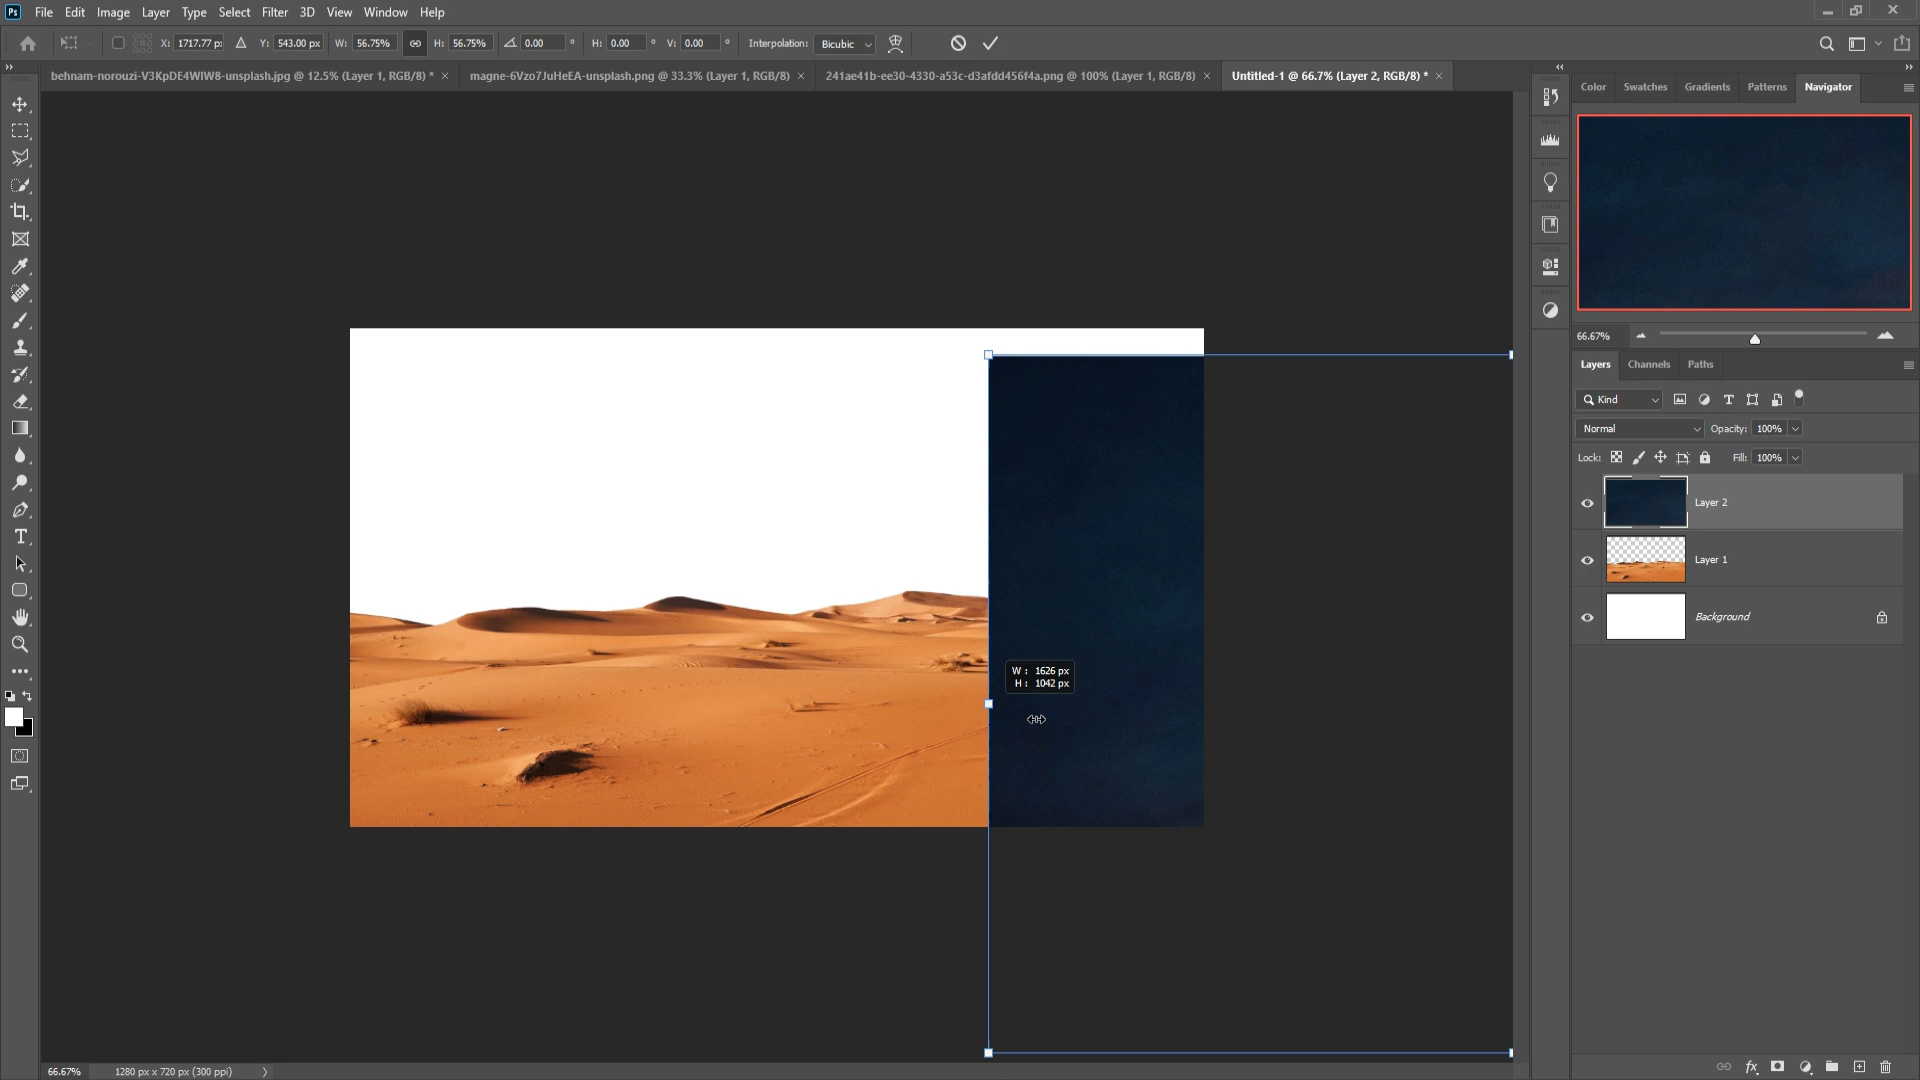 Ps File Edit Image Layer Type Select Filter 3D View Window Help
X: 1717.77 p Y: 543.00 px W: 56.75% H: 56.75% 0.00 ° H: 0.00 ° V: 0.00 ° Interpolation: Bicubic
behnam-norouzi-V3KpDE4WIW8-unsplash.jpg @ 12.5% (Layer 1, RGB/8) * × magne-6Vzo7JuHeEA-unsplash.png @ 33.3% (Layer 1, RGB/8) × 241ae41b-ee30-4330-a53c-d3afdd456f4a.png @ 100% (Layer 1, RGB/8) × Untitled-1 @ 66.7% (Layer 2, RGB/8) * ×
Color Swatches Gradients Patterns Navigator
66.67%
Layers Channels Paths
Kind
Normal Opacity: 100%
Lock: Fill: 100%
Layer 2
Layer 1
Background
W : 1626 px
H : 1042 px
66.67% 1280 px x 720 px (300 ppi)